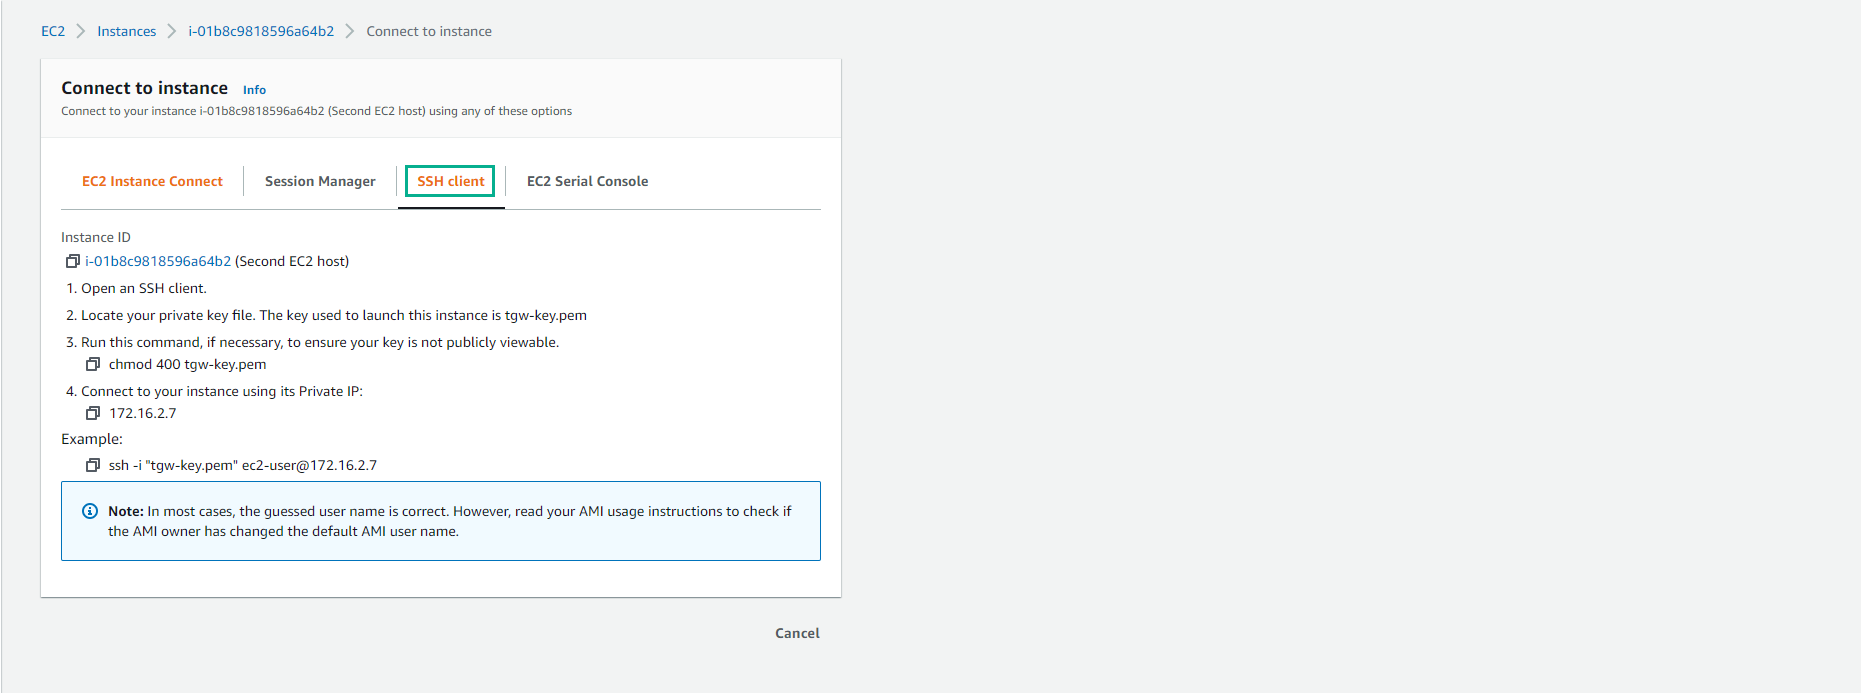 EC2 Instances i-01b8c9818596a64b2 Connect to instance
Connect to instance Info
Connect to your instance i-01b8c9818596a64b2 (Second EC2 host) using any of these options
EC2 Instance Connect Session Manager SSH client EC2 Serial Console
Instance ID
i-01b8c9818596a64b2 (Second EC2 host)
1. Open an SSH client.
2. Locate your private key file. The key used to launch this instance is tgw-key.pem
3. Run this command, if necessary, to ensure your key is not publicly viewable.
chmod 400 tgw-key.pem
4. Connect to your instance using its Private IP:
172.16.2.7
Example:
ssh -i "tgw-key.pem" ec2-user@172.16.2.7
Note: In most cases, the guessed user name is correct. However, read your AMI usage instructions to check if
the AMI owner has changed the default AMI user name.
Cancel